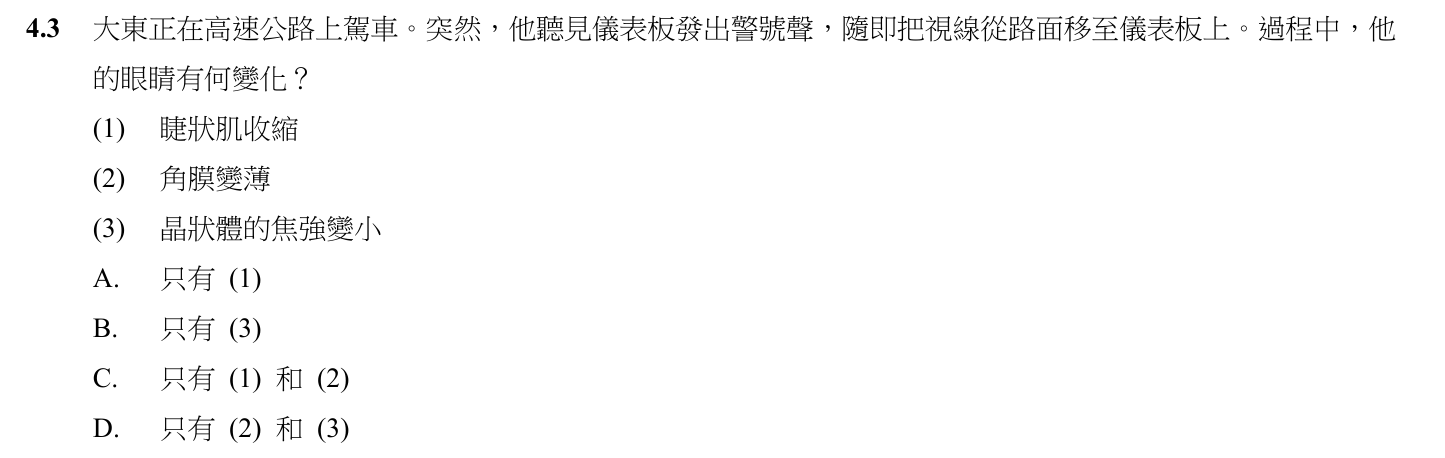 4.3 大東正在高速公路上駕車。突然，他聽見儀表板發出警號聲，隨即把視線從路面移至儀表板上。過程中，他
的眼睛有何變化？
(1) 睫狀肌收縮
(2) 角膜變薄
(3) 晶狀體的焦強變小
A. 只有 (1)
B. 只有 (3)
C. 只有 (1) 和 (2)
D. 只有 (2) 和 (3)